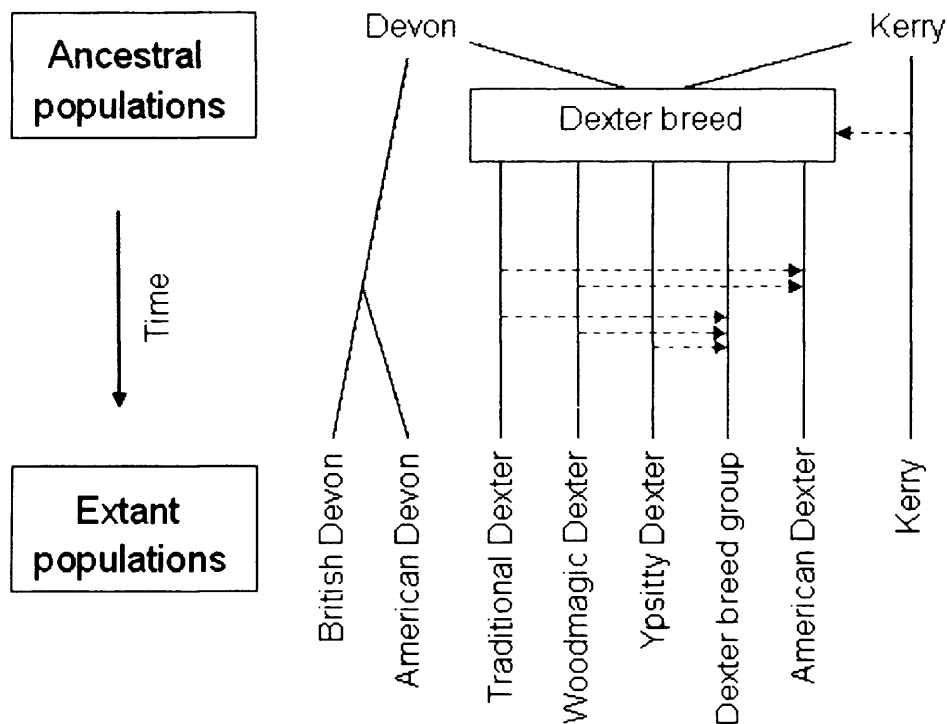 Ancestral
populations
Devon
Kerry
Dexter breed
Time
Extant
populations
British Devon
American Devon
Traditional Dexter
Woodmagic Dexter
Ypsitty Dexter
Dexter breed group
American Dexter
Kerry